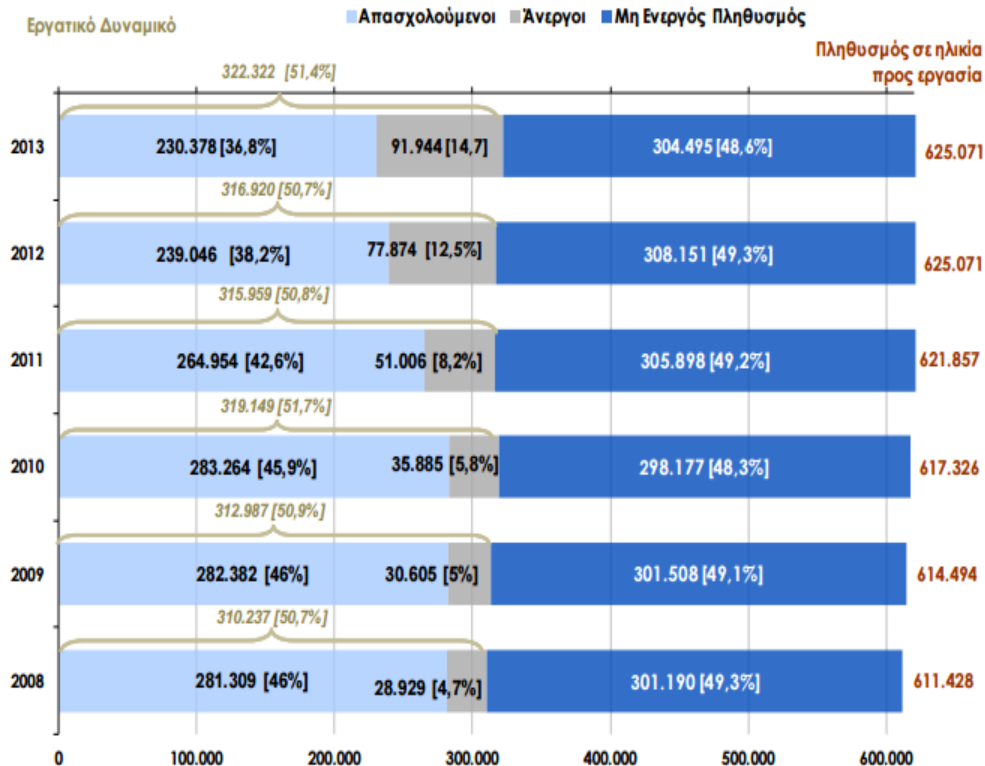 Εργατικό Δυναμικό
Απασχολούμενοι Άνεργοι Μη Ενεργός Πληθυσμός
Πληθυσμός σε ηλικία
προς εργασία
322.322 [51,4%]
2013 230.378 [36,8%] 91.944 [14,7] 304.495 [48,6%] 625.071
316.920 [50,7%]
2012 239.046 [38,2%] 77.874 [12,5%] 308.151 [49,3%] 625.071
315.959 [50,8%]
2011 264.954 [42,6%] 51.006 [8,2%] 305.898 [49,2%] 621.857
319.149 [51,7%]
2010 283.264 [45,9%] 35.885 [5,8%] 298.177 [48,3%] 617.326
312.987 [50,9%]
2009 282.382 [46%] 30.605 [5%] 301.508 [49,1%] 614.494
310.237 [50,7%]
2008 281.309 [46%] 28.929 [4,7%] 301.190 [49,3%] 611.428
0 100.000 200.000 300.000 400.000 500.000 600.000